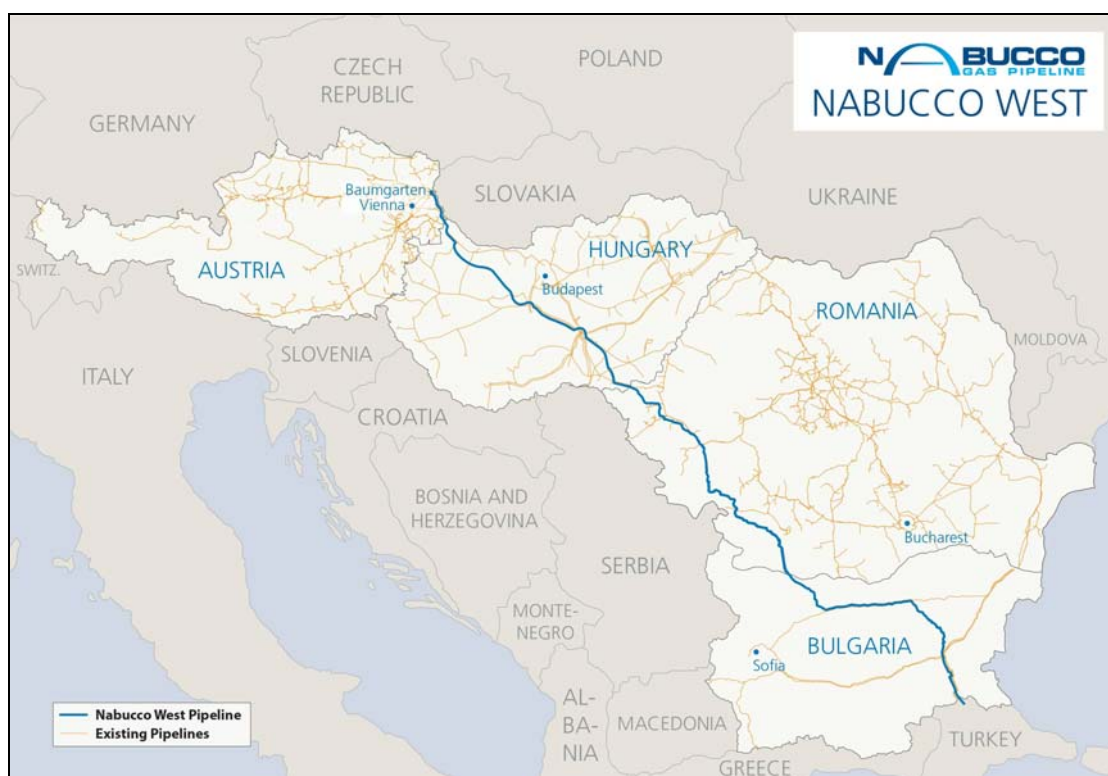 NABUCCO
GAS PIPELINE
NABUCCO WEST
POLAND
CZECH
REPUBLIC
GERMANY
SLOVAKIA
UKRAINE
Baumgarten
Vienna
HUNGARY
Budapest
AUSTRIA
SWITZ.
ROMANIA
MOLDOVA
SLOVENIA
ITALY
CROATIA
BOSNIA AND
HERZEGOVINA
Bucharest
SERBIA
MONTE-
NEGRO
BULGARIA
Sofia
AL-
BA-
NIA
MACEDONIA
TURKEY
GREECE
Nabucco West Pipeline
Existing Pipelines